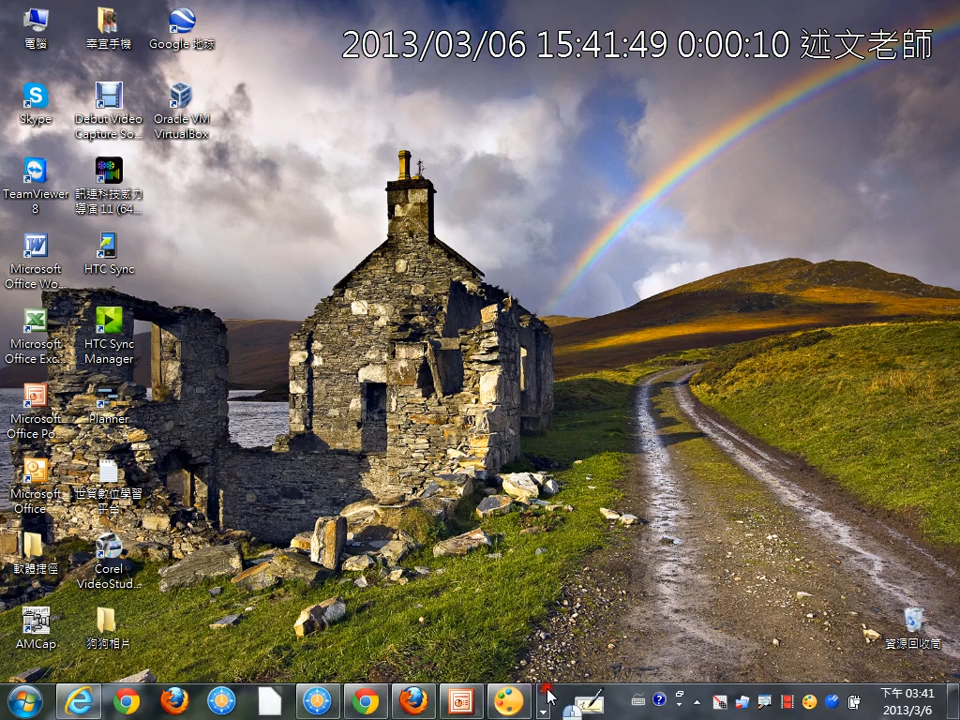 2013/03/06 15:41:49 0:00:10 述文老師
電腦
幸宜手機
Google 地球
Skype
Debut Video
Capture So...
Oracle VM
VirtualBox
TeamViewer
8
訊連科技威力
導演 11 (64...
Microsoft
Office Wo...
HTC Sync
Microsoft
Office Exc...
HTC Sync
Manager
Microsoft
Office Po...
Planner
Microsoft
Office
世貿數位學習
平台
軟體捷徑
Corel
VideoStud...
AMCap
狗狗相片
資源回收筒
下午 03:41
2013/3/6